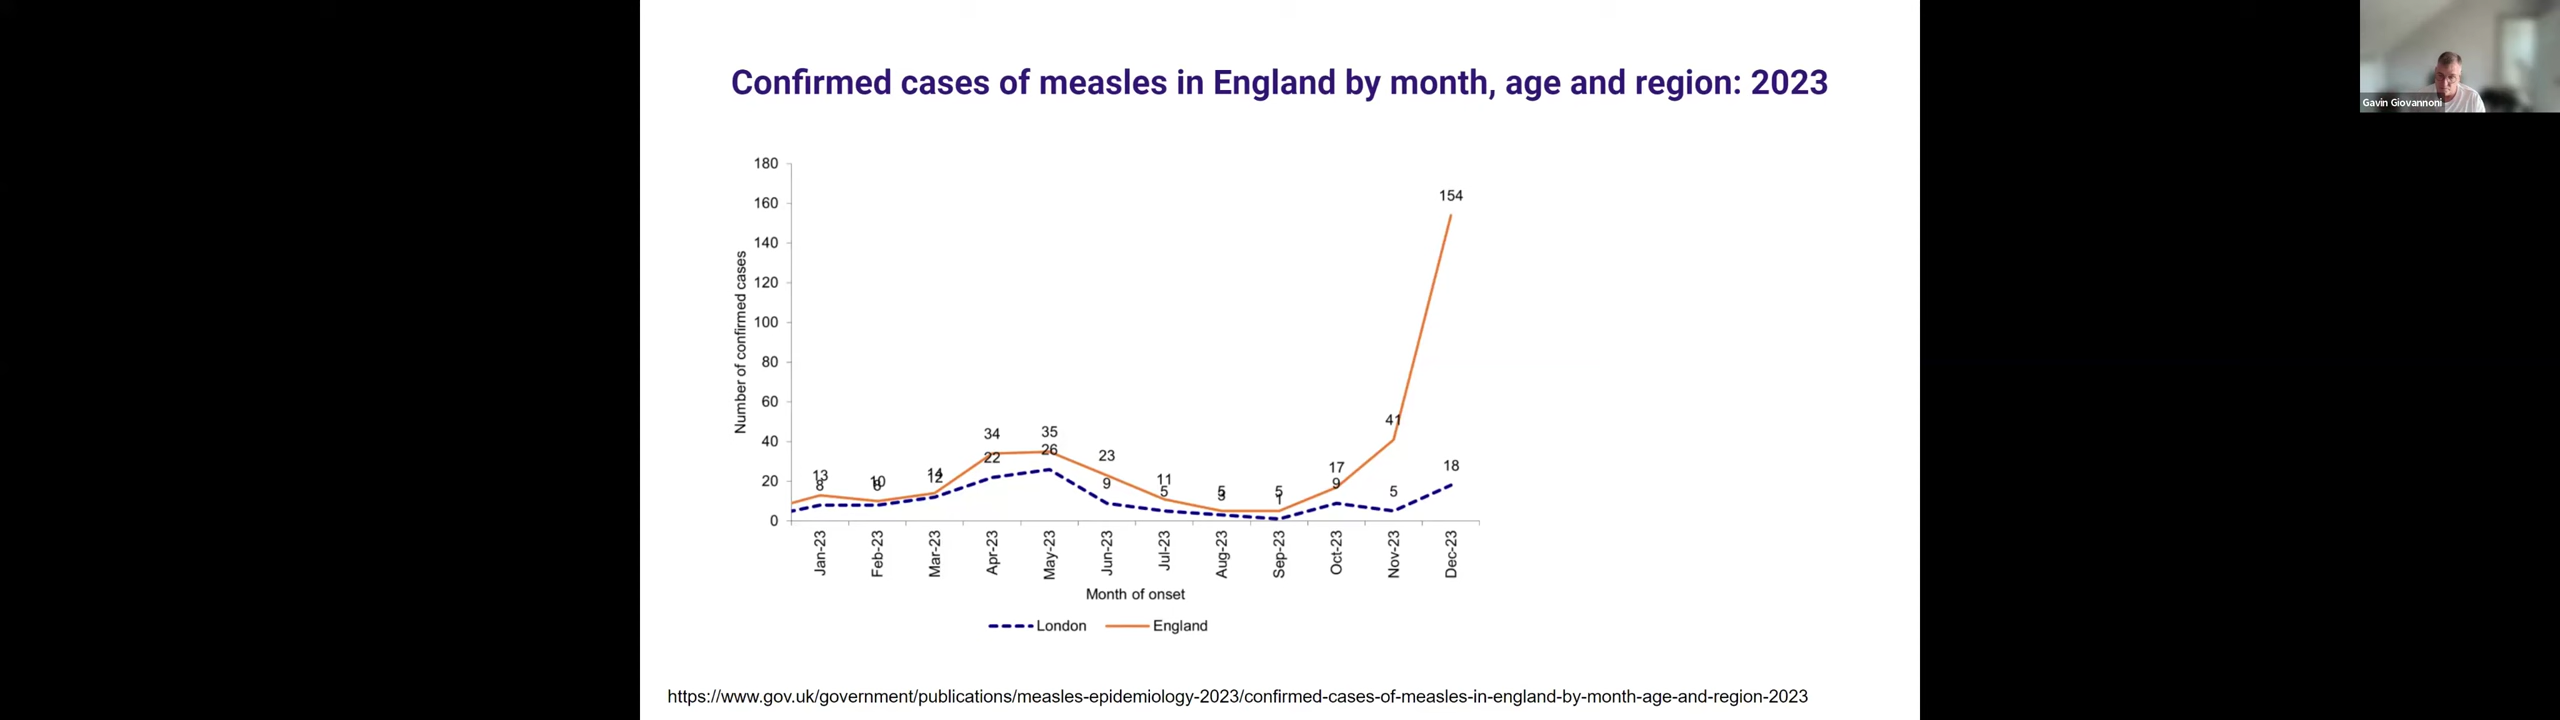 Confirmed cases of measles in England by month, age and region: 2023
Gavin Giovannoni
Number of confirmed cases
180
160
140
120
100
80
60
40
20
0
154
41
18
34
35
22
26
23
9
13
8
10
8
14
12
11
5
5
3
5
1
17
9
5
Jan-23
Feb-23
Mar-23
Apr-23
May-23
Jun-23
Jul-23
Aug-23
Sep-23
Oct-23
Nov-23
Dec-23
Month of onset
London England
https://www.gov.uk/government/publications/measles-epidemiology-2023/confirmed-cases-of-measles-in-england-by-month-age-and-region-2023